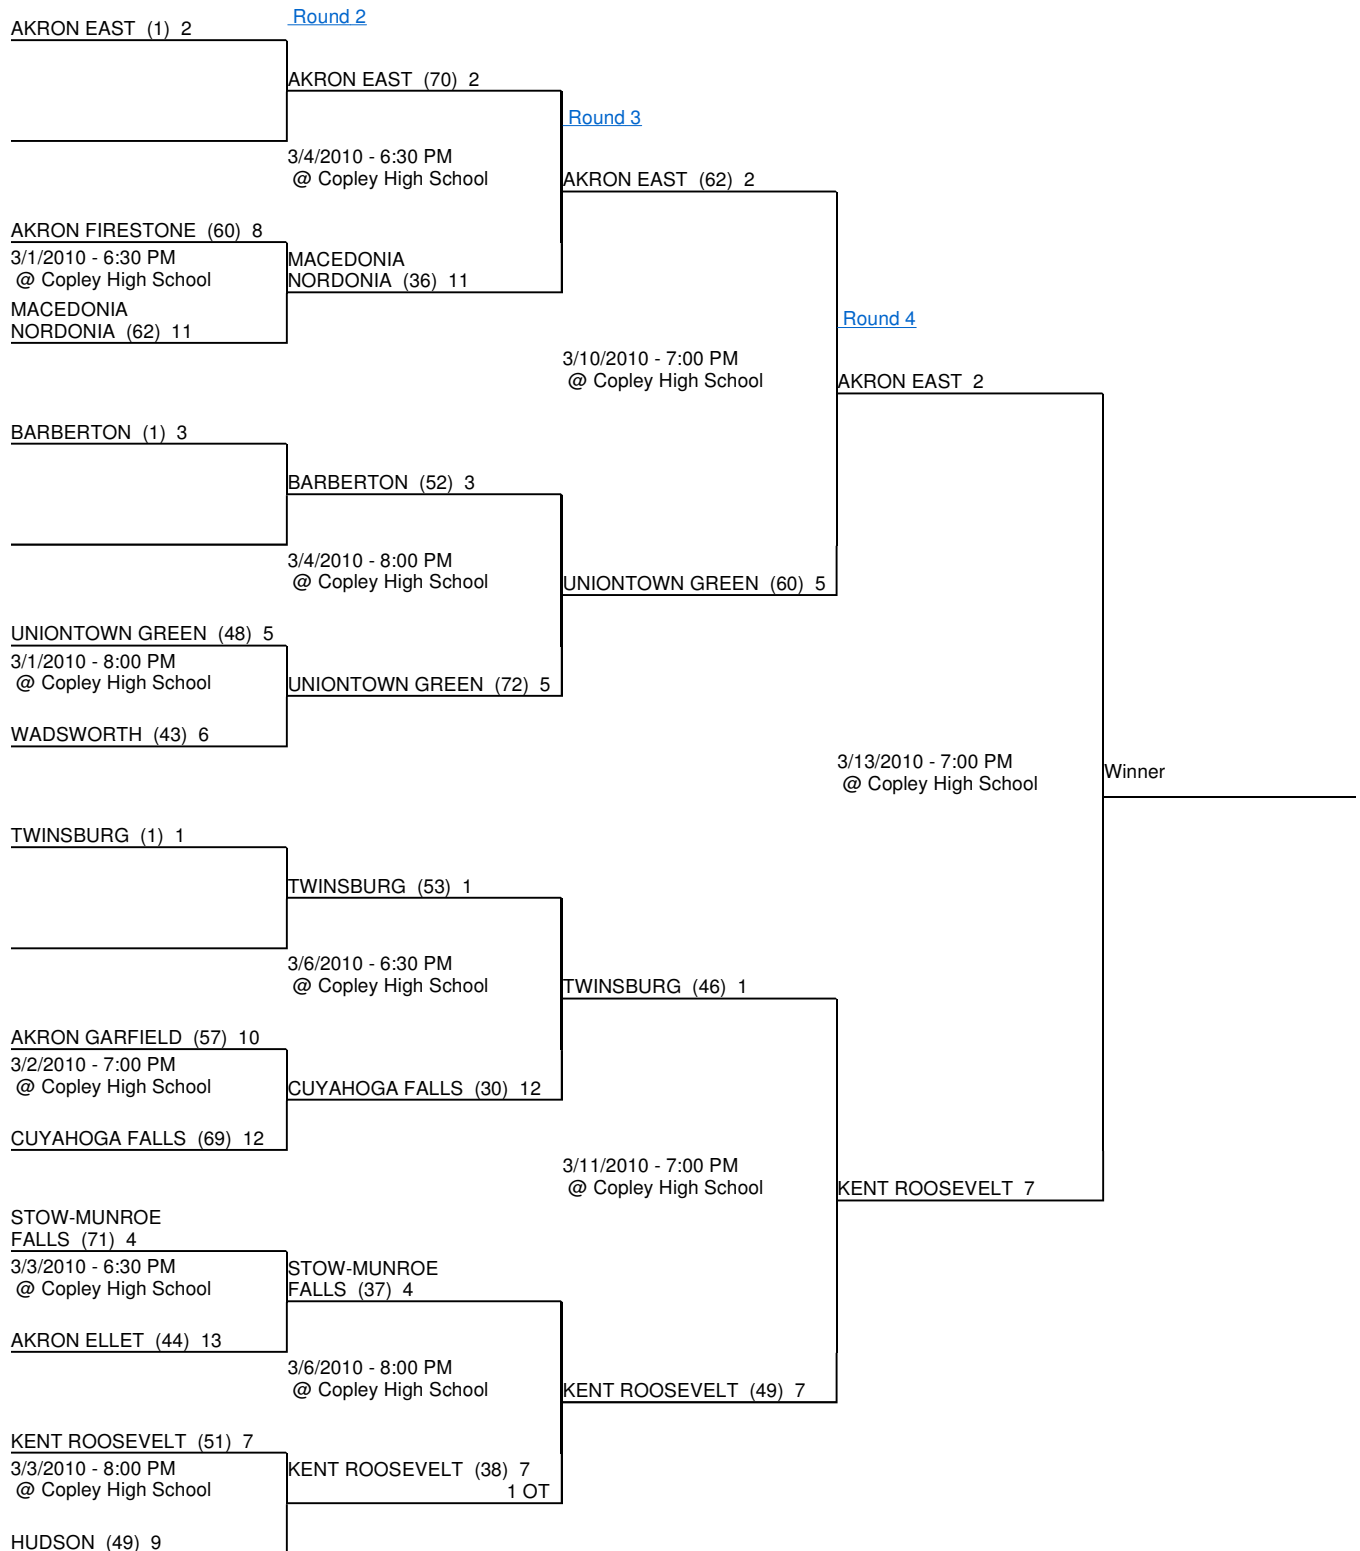 Round 2
AKRON EAST (1) 2
AKRON EAST (70) 2
Round 3
3/4/2010 - 6:30 PM
@ Copley High School
AKRON EAST (62) 2
AKRON FIRESTONE (60) 8
3/1/2010 - 6:30 PM
@ Copley High School
MACEDONIA
NORDONIA (36) 11
MACEDONIA
NORDONIA (62) 11
Round 4
3/10/2010 - 7:00 PM
@ Copley High School
AKRON EAST 2
BARBERTON (1) 3
BARBERTON (52) 3
3/4/2010 - 8:00 PM
@ Copley High School
UNIONTOWN GREEN (60) 5
UNIONTOWN GREEN (48) 5
3/1/2010 - 8:00 PM
@ Copley High School
UNIONTOWN GREEN (72) 5
WADSWORTH (43) 6
3/13/2010 - 7:00 PM
@ Copley High School
Winner
TWINSBURG (1) 1
TWINSBURG (53) 1
3/6/2010 - 6:30 PM
@ Copley High School
TWINSBURG (46) 1
AKRON GARFIELD (57) 10
3/2/2010 - 7:00 PM
@ Copley High School
CUYAHOGA FALLS (30) 12
CUYAHOGA FALLS (69) 12
3/11/2010 - 7:00 PM
@ Copley High School
KENT ROOSEVELT 7
STOW-MUNROE
FALLS (71) 4
3/3/2010 - 6:30 PM
@ Copley High School
STOW-MUNROE
FALLS (37) 4
AKRON ELLET (44) 13
3/6/2010 - 8:00 PM
@ Copley High School
KENT ROOSEVELT (49) 7
KENT ROOSEVELT (51) 7
3/3/2010 - 8:00 PM
@ Copley High School
KENT ROOSEVELT (38) 7
1 OT
HUDSON (49) 9